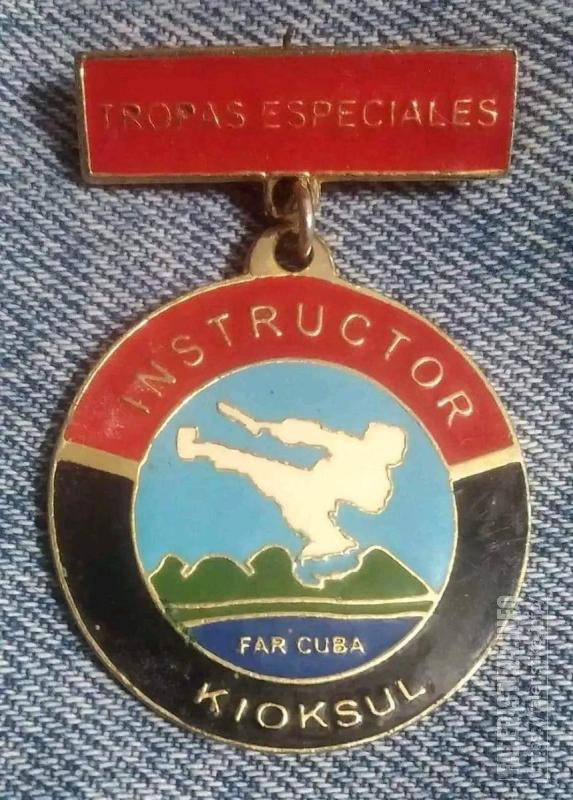 TROPAS ESPECIALES
INSTRUCTOR
FAR CUBA
KIOKSUL